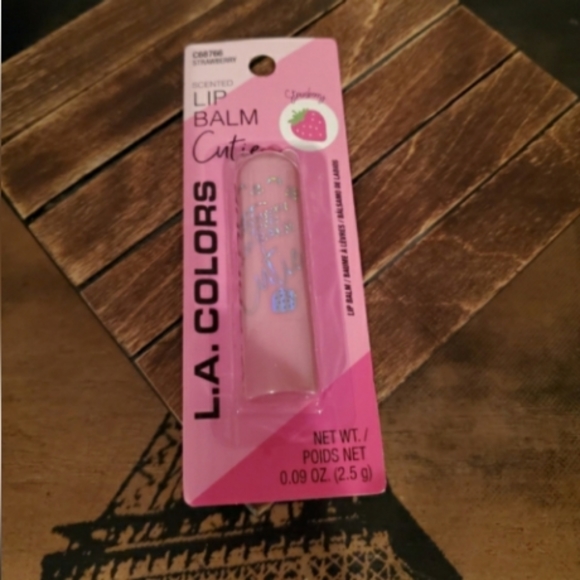 C68766
STRAWBERRY
SCENTED
LIP
BALM
Strawberry
L.A. COLORS
LIP BALM / BAUME À LÈVRES / BÁLSAMO DE LABIOS
NET WT. /
POIDS NET
0.09 OZ. (2.5 g)